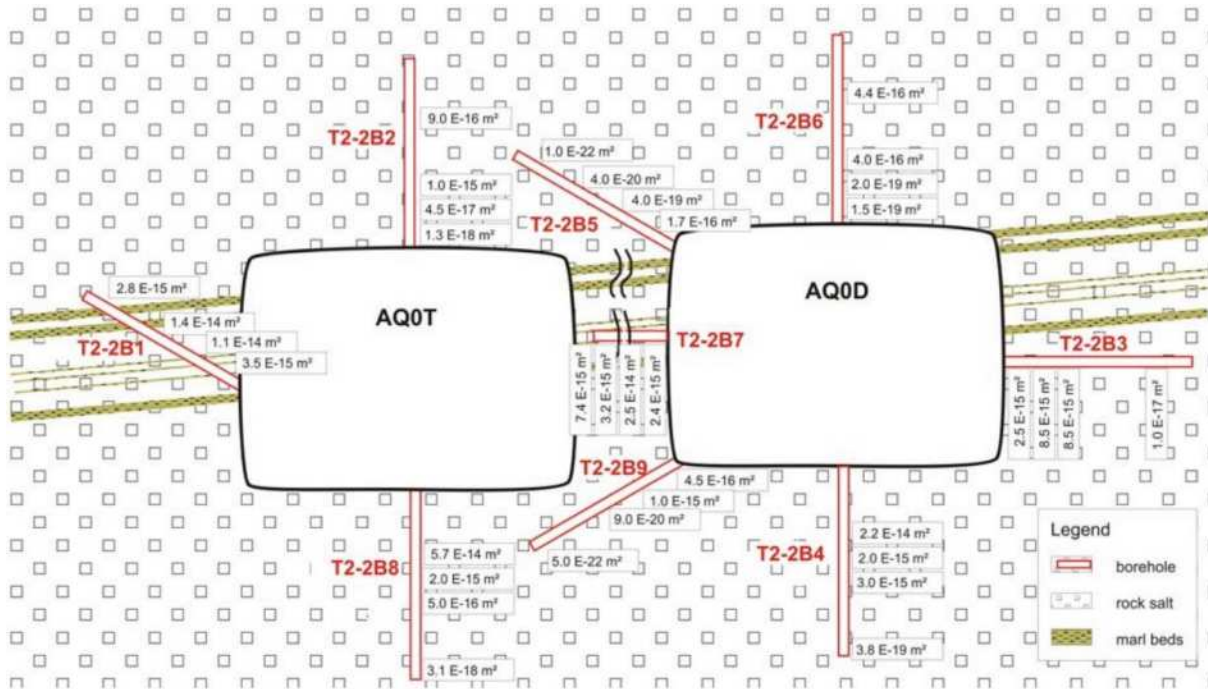 4.4 E-16 m²
T2-2B6
9.0 E-16 m²
T2-2B2
1.0 E-22 m²
4.0 E-20 m²
4.0 E-19 m²
1.7 E-16 m²
T2-2B5
4.0 E-16 m²
2.0 E-19 m²
1.5 E-19 m²
1.0 E-15 m²
4.5 E-17 m²
1.3 E-18 m²
2.8 E-15 m²
1.4 E-14 m²
1.1 E-14 m²
3.5 E-15 m²
T2-2B1
AQ0T
AQ0D
T2-2B7
T2-2B3
7.4 E-15 m²
3.2 E-15 m²
2.5 E-14 m²
2.4 E-15 m²
2.5 E-15 m²
8.5 E-15 m²
8.5 E-15 m²
1.0 E-17 m²
T2-2B9
4.5 E-16 m²
1.0 E-15 m²
9.0 E-20 m²
5.0 E-22 m²
T2-2B8
5.7 E-14 m²
2.0 E-15 m²
5.0 E-16 m²
3.1 E-18 m²
T2-2B4
2.2 E-14 m²
2.0 E-15 m²
3.0 E-15 m²
3.8 E-19 m²
Legend
borehole
rock salt
marl beds